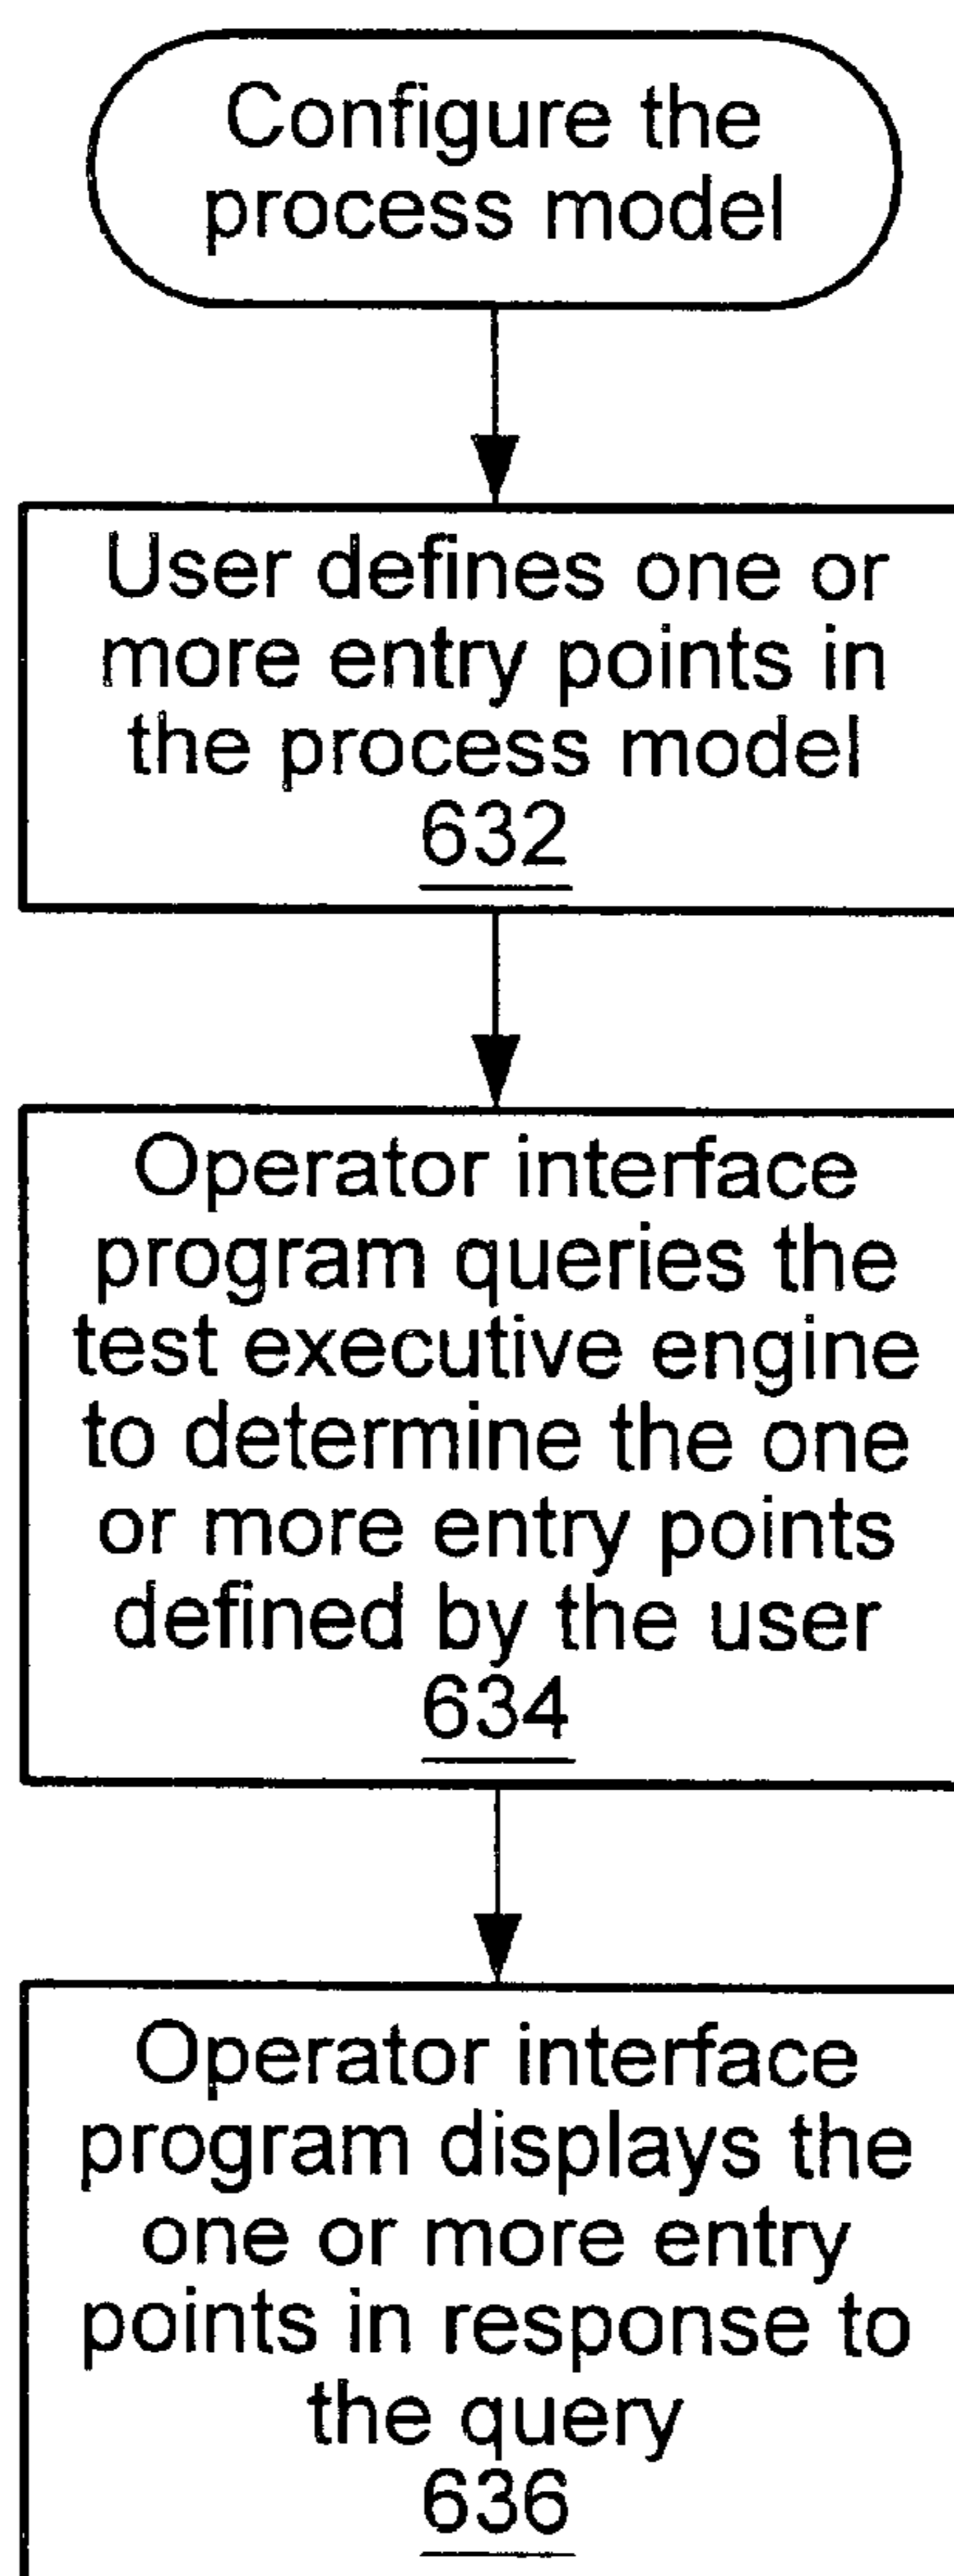 Configure the
process model
User defines one or
more entry points in
the process model
632
Operator interface
program queries the
test executive engine
to determine the one
or more entry points
defined by the user
634
Operator interface
program displays the
one or more entry
points in response to
the query
636